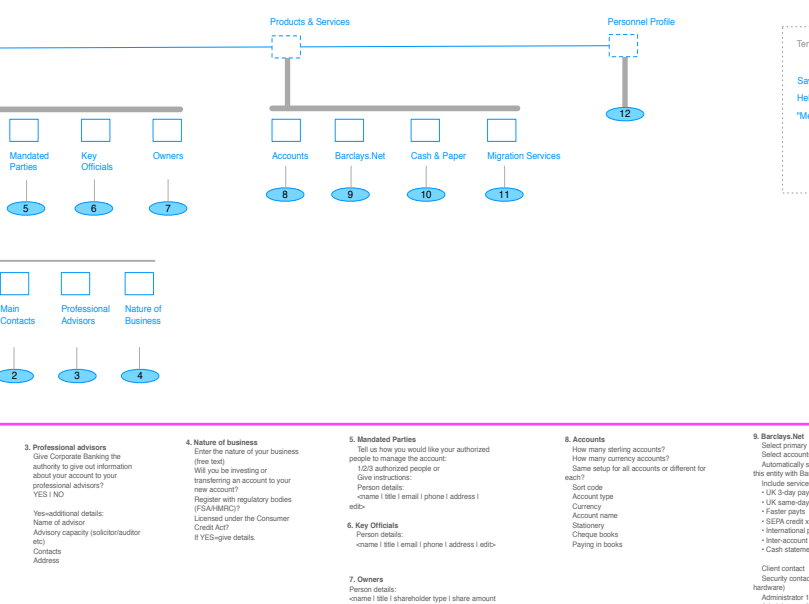 Products & Services
Personnel Profile
12
Mandated
Parties
Key
Officials
Owners
Accounts
Barclays.Net
Cash & Paper
Migration Services
5
6
7
8
9
10
11
Main
Contacts
Professional
Advisors
Nature of
Business
2
3
4
3. Professional advisors
Give Corporate Banking the
authority to give out information
about your account to your
professional advisors?
YES I NO
Yes=additional details:
Name of advisor
Advisory capacity (solicitor/auditor
etc)
Contacts
Address
4. Nature of business
Enter the nature of your business
(free text)
Will you be investing or
transferring an account to your
new account?
Register with regulatory bodies
(FSA/HMRC)?
Licensed under the Consumer
Credit Act?
If YES=give details.
5. Mandated Parties
Tell us how you would like your authorized
people to manage the account:
1/2/3 authorized people or
Give instructions:
Person details:
<name I title I email I phone I address I
edit>
6. Key Officials
Person details:
<name I title I email I phone I address I edit>
7. Owners
Person details:
<name I title I shareholder type I share amount
8. Accounts
How many sterling accounts?
How many currency accounts?
Same setup for all accounts or different for
each?
Sort code
Account type
Currency
Account name
Stationery
Cheque books
Paying in books
9. Barclays.Net
Select primary
Select account
Automatically
this entity with
Include service
• UK 3-day pay
• UK same-day
• Faster payts
• SEPA credit
• International
• Inter-account
• Cash
Client contact
Security
hardware)
Administrator